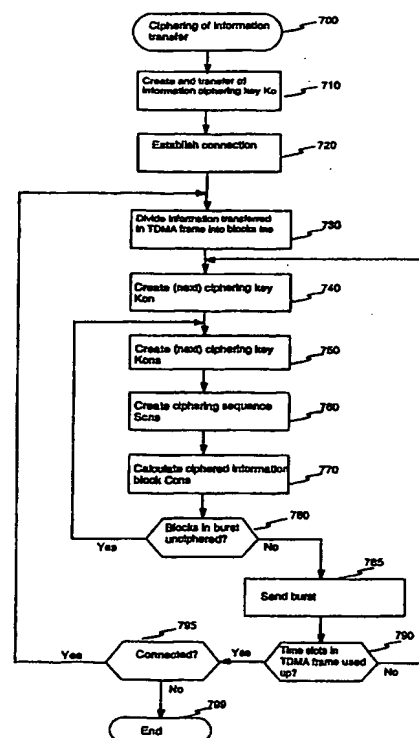 Ciphering of information
transfer
700
Create and transfer of
information ciphering key Ko
710
Establish connection
720
Divide information transferred
in TDMA frame into blocks Ins
730
Create (next) ciphering key
Kon
740
Create (next) ciphering key
Kons
750
Create ciphering sequence
Scns
760
Calculate ciphered information
block Cons
770
Blocks in burst
unciphered?
780
Yes
No
785
Send burst
795
790
Yes
Connected?
Yes
Time slots in
TDMA frame used
up?
No
No
799
End